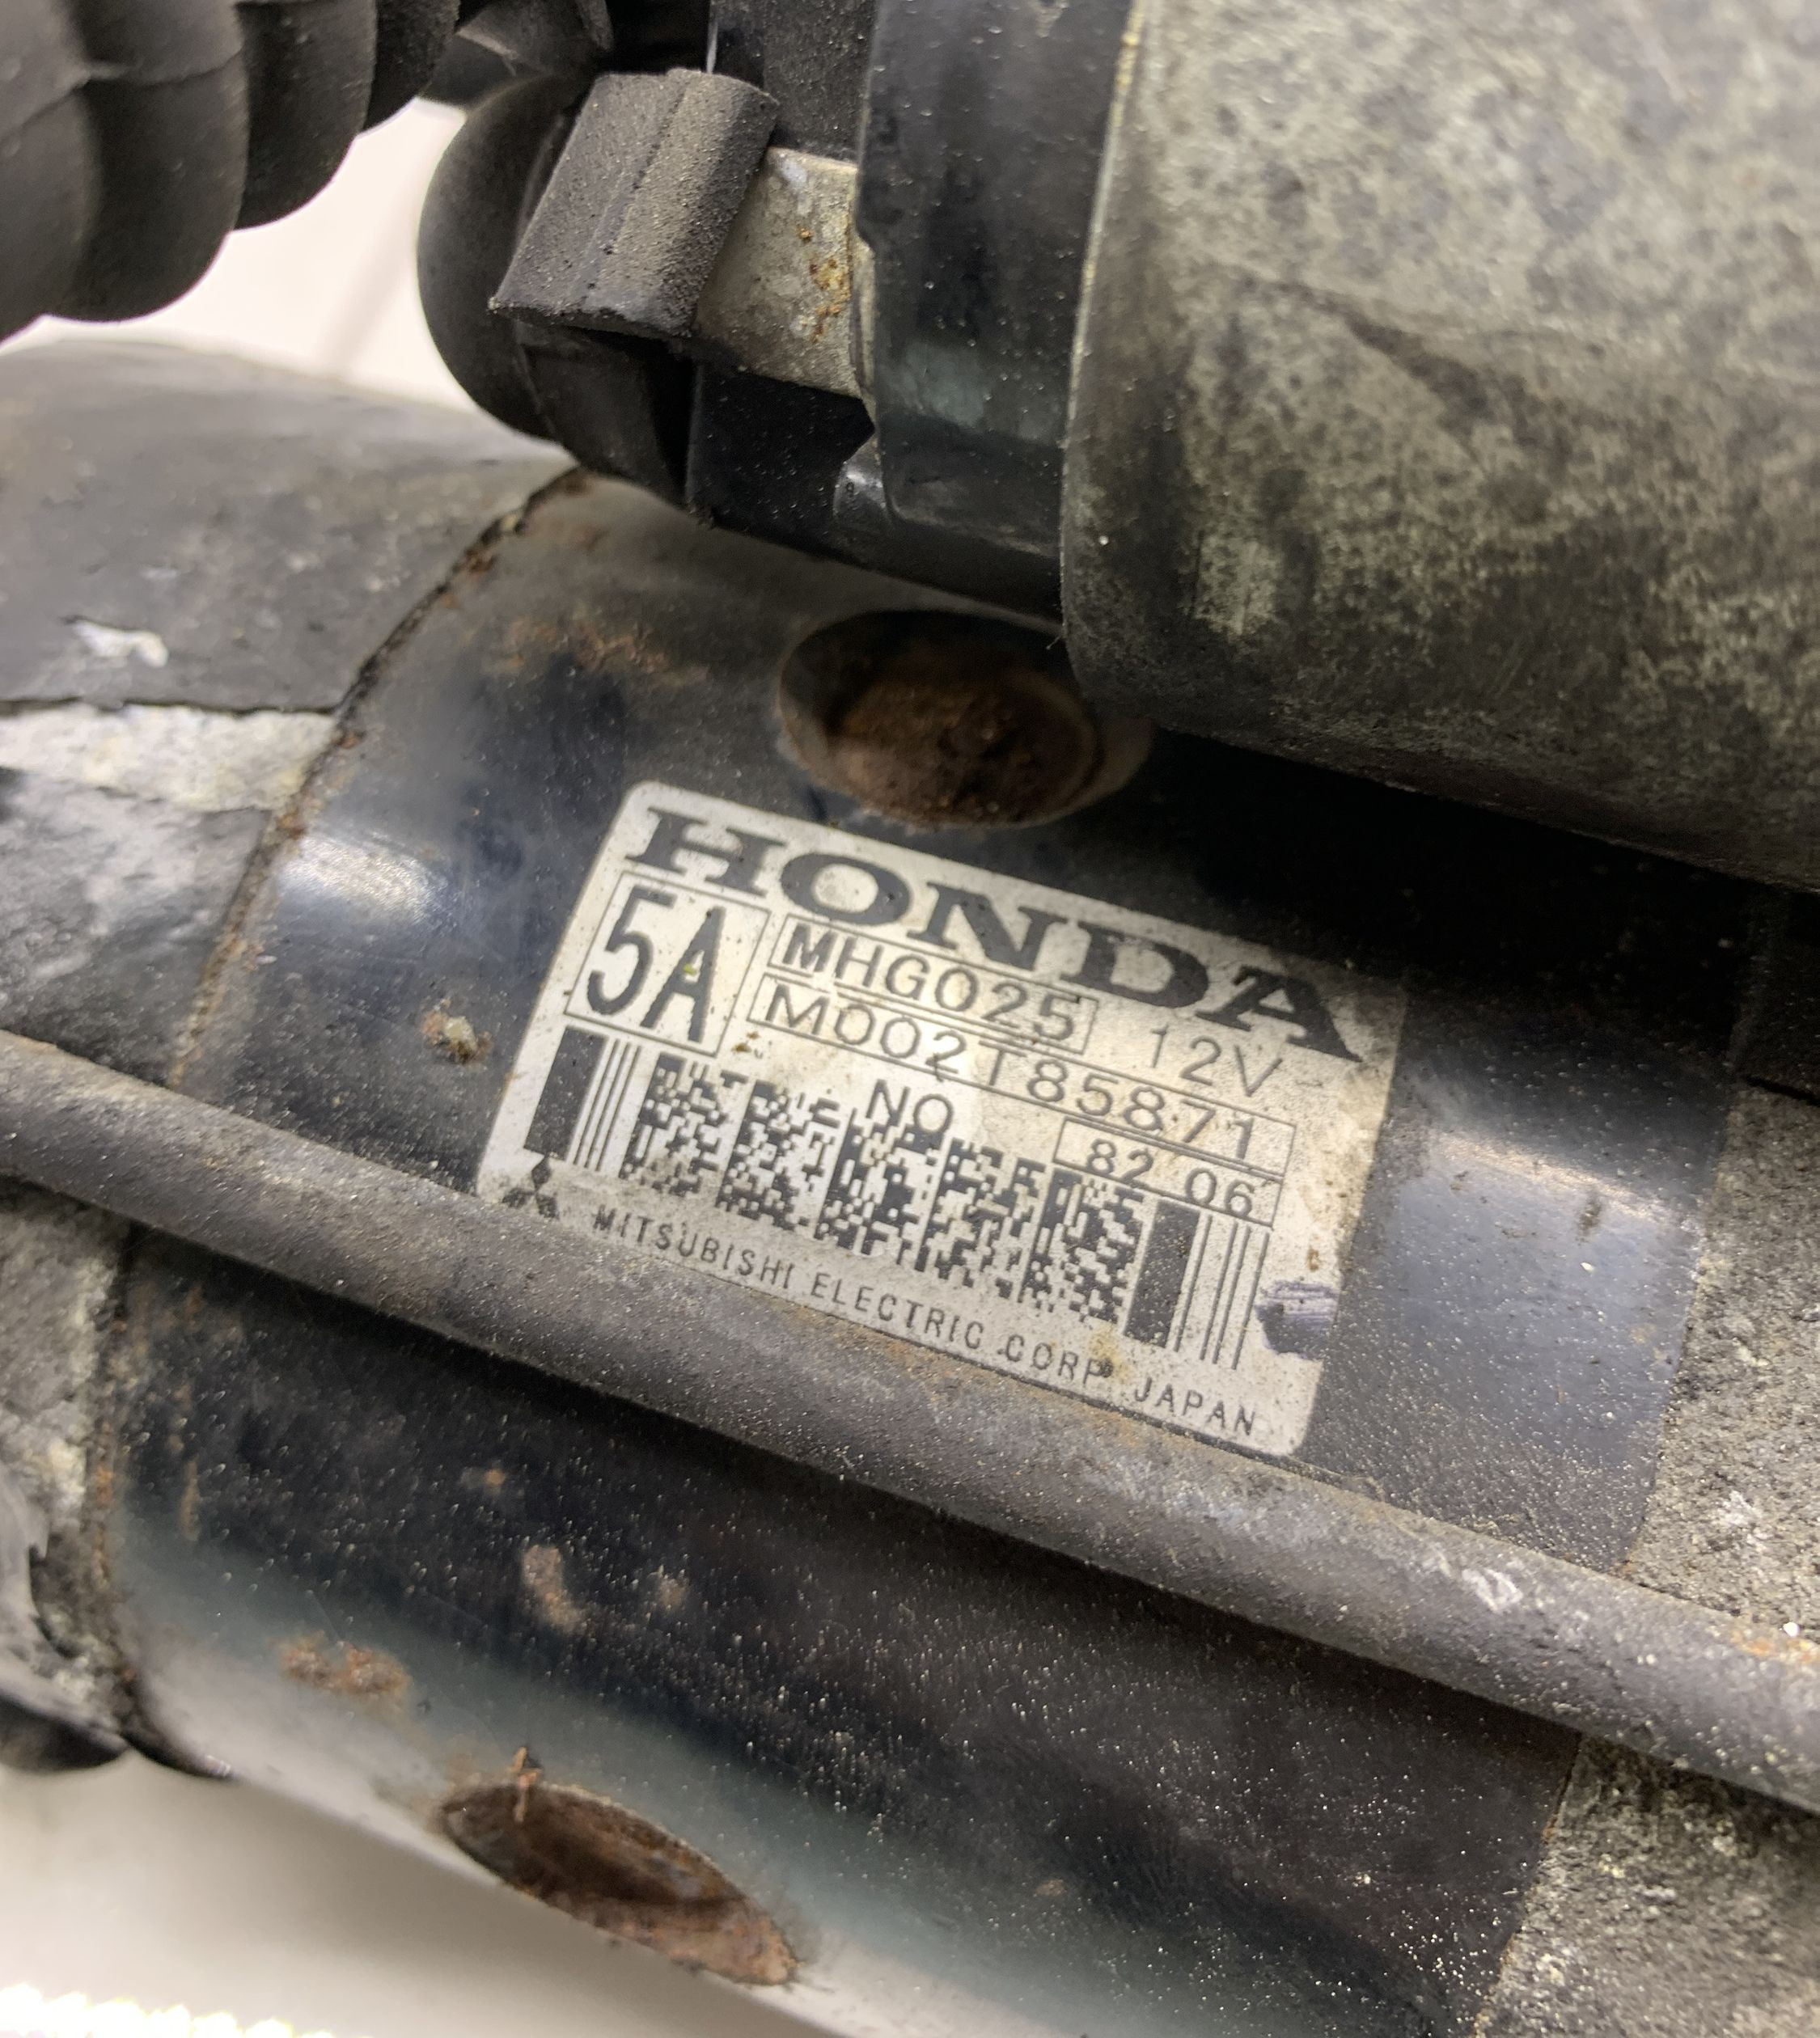 HONDA
5A MHG025 12V
M002T85871
NO 82 06
MITSUBISHI ELECTRIC CORP. JAPAN